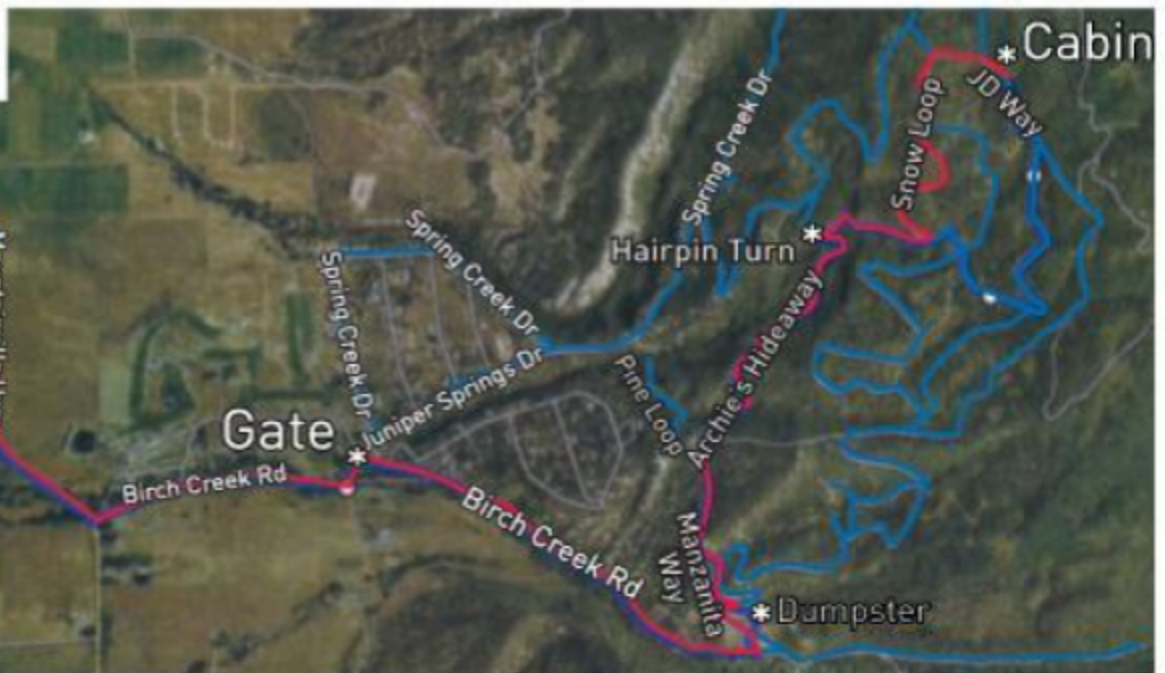 Cabin
JD Way
Snow Loop
Spring Creek Dr
Hairpin Turn
Spring Creek Dr
Spring Creek Dr
Juniper Springs Dr
Pine Loop
Archie's Hideaway
Gate
Birch Creek Rd
Birch Creek Rd
Manzanita
Way
Dumpster